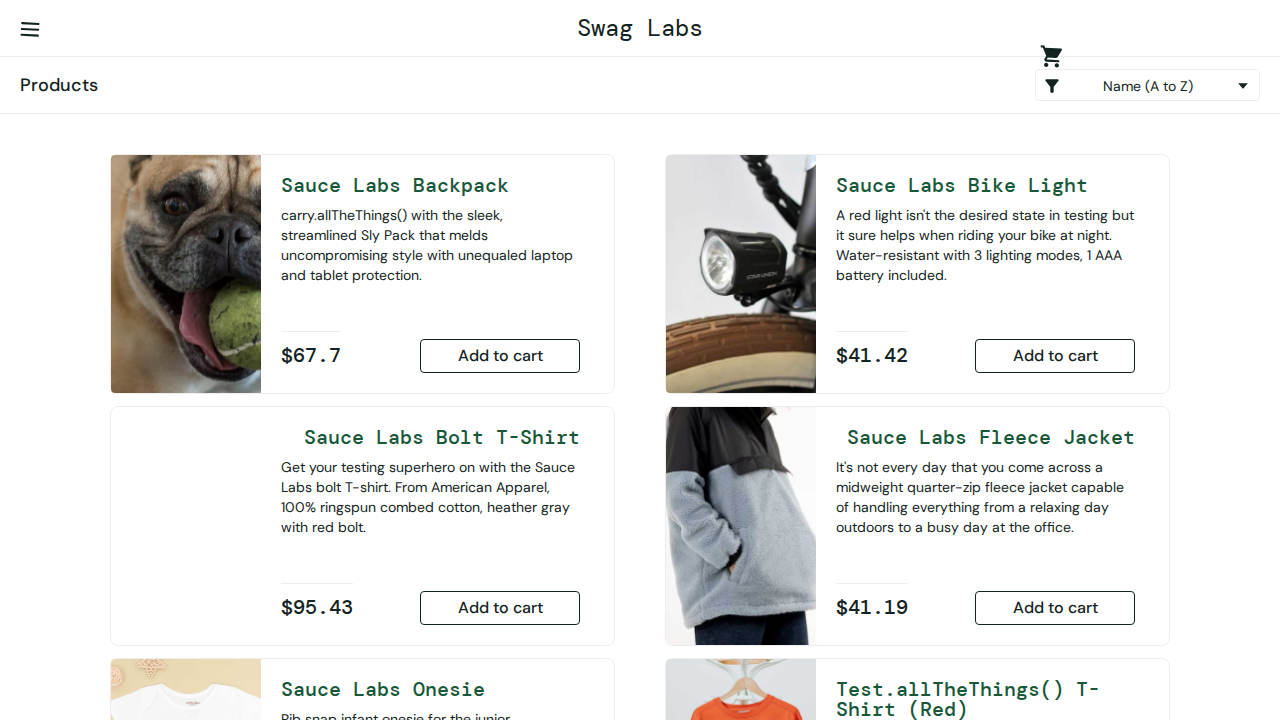 Swag Labs
Products
Name (A to Z)
Sauce Labs Backpack
carry.allTheThings() with the sleek,
streamlined Sly Pack that melds
uncompromising style with unequaled laptop
and tablet protection.
$67.7
Add to cart
Sauce Labs Bike Light
A red light isn't the desired state in testing but
it sure helps when riding your bike at night.
Water-resistant with 3 lighting modes, 1 AAA
battery included.
$41.42
Add to cart
Sauce Labs Bolt T-Shirt
Get your testing superhero on with the Sauce
Labs bolt T-shirt. From American Apparel,
100% ringspun combed cotton, heather gray
with red bolt.
$95.43
Add to cart
Sauce Labs Fleece Jacket
It's not every day that you come across a
midweight quarter-zip fleece jacket capable
of handling everything from a relaxing day
outdoors to a busy day at the office.
$41.19
Add to cart
Sauce Labs Onesie
Rib snap infant onesie for the junior
Test.allTheThings() T-
Shirt (Red)